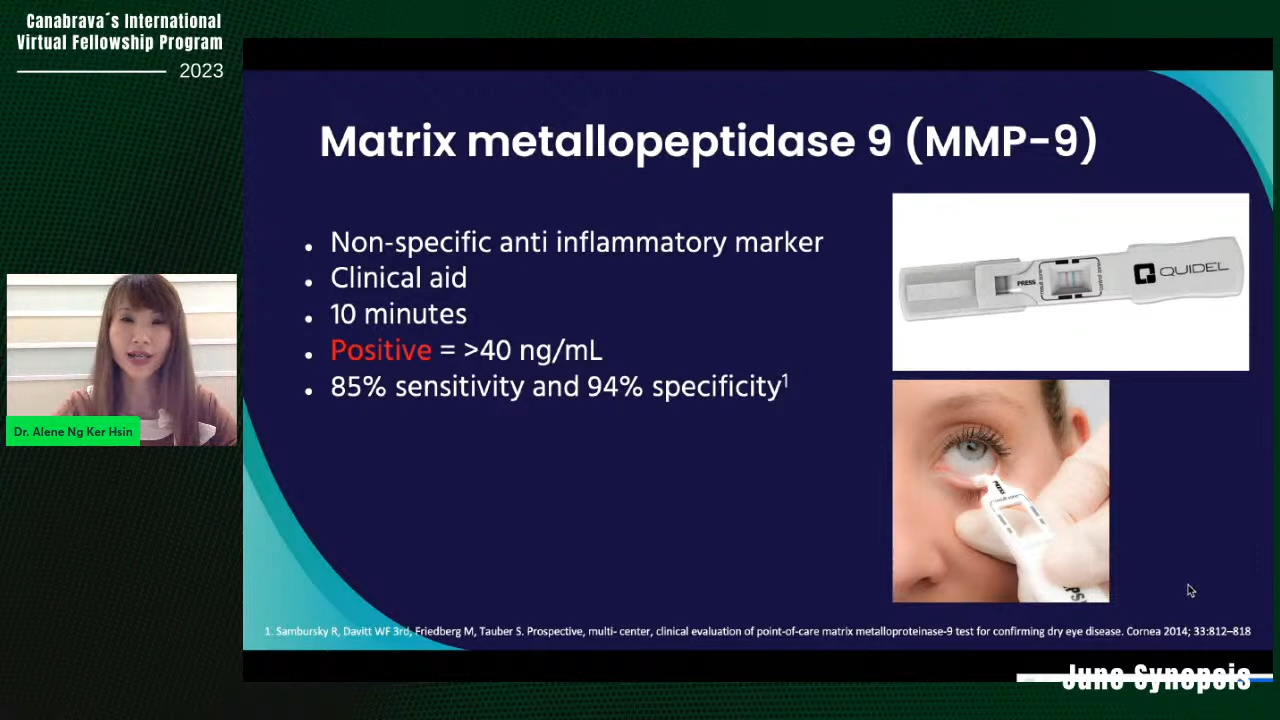 Canabrava´s International
Virtual Fellowship Program
2023
Matrix metallopeptidase 9 (MMP-9)
• Non-specific anti inflammatory marker
• Clinical aid
• 10 minutes
• Positive = >40 ng/mL
• 85% sensitivity and 94% specificity¹
PRESS
QUIDEL
PRESS
Dr. Alene Ng Ker Hsin
1. Sambursky R, Davitt WF 3rd, Friedberg M, Tauber S. Prospective, multi- center, clinical evaluation of point-of-care matrix metalloproteinase-9 test for confirming dry eye disease. Cornea 2014; 33:812–818
June Synopsis